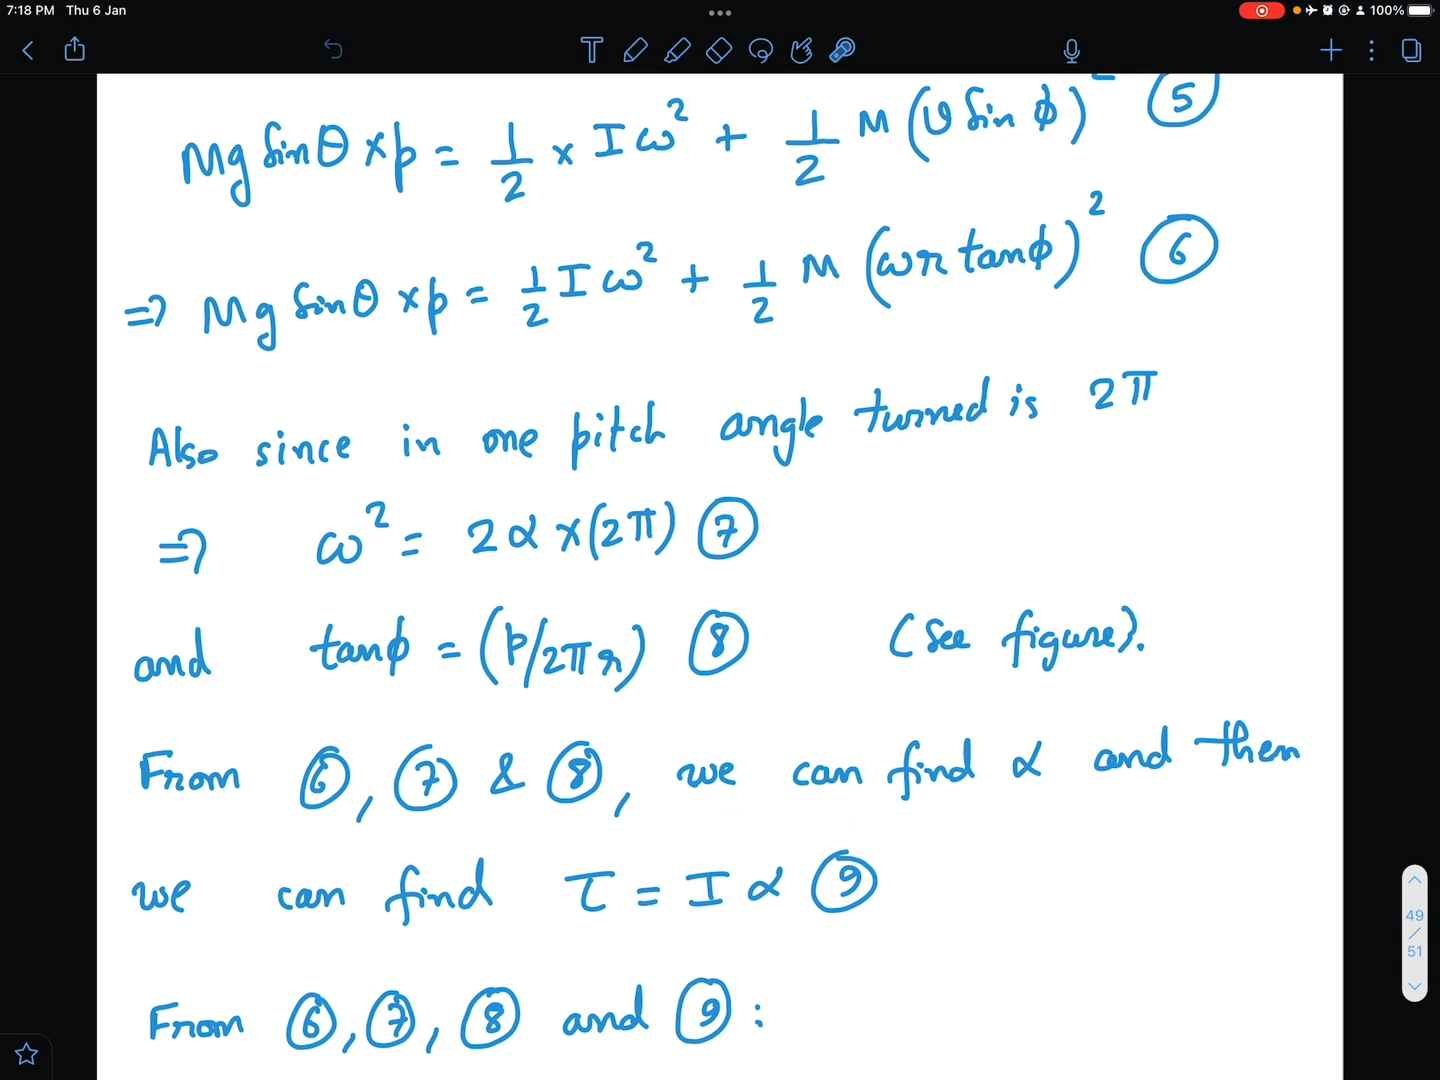 7:18 PM Thu 6 Jan
100%
Mg sinθ × p = 1/2 × Iω² + 1/2 M (v sin φ)² (5)
⇒ Mg sinθ × p = 1/2 Iω² + 1/2 M (ωr tanφ)² (6)
Also since in one pitch angle turned is 2π
⇒ ω² = 2α × (2π) (7)
and tanφ = (p/2πr) (8) (See figure).
From (6), (7) & (8), we can find α and then
we can find τ = I α (9)
From (6), (7), (8) and (9) :
49
/
51